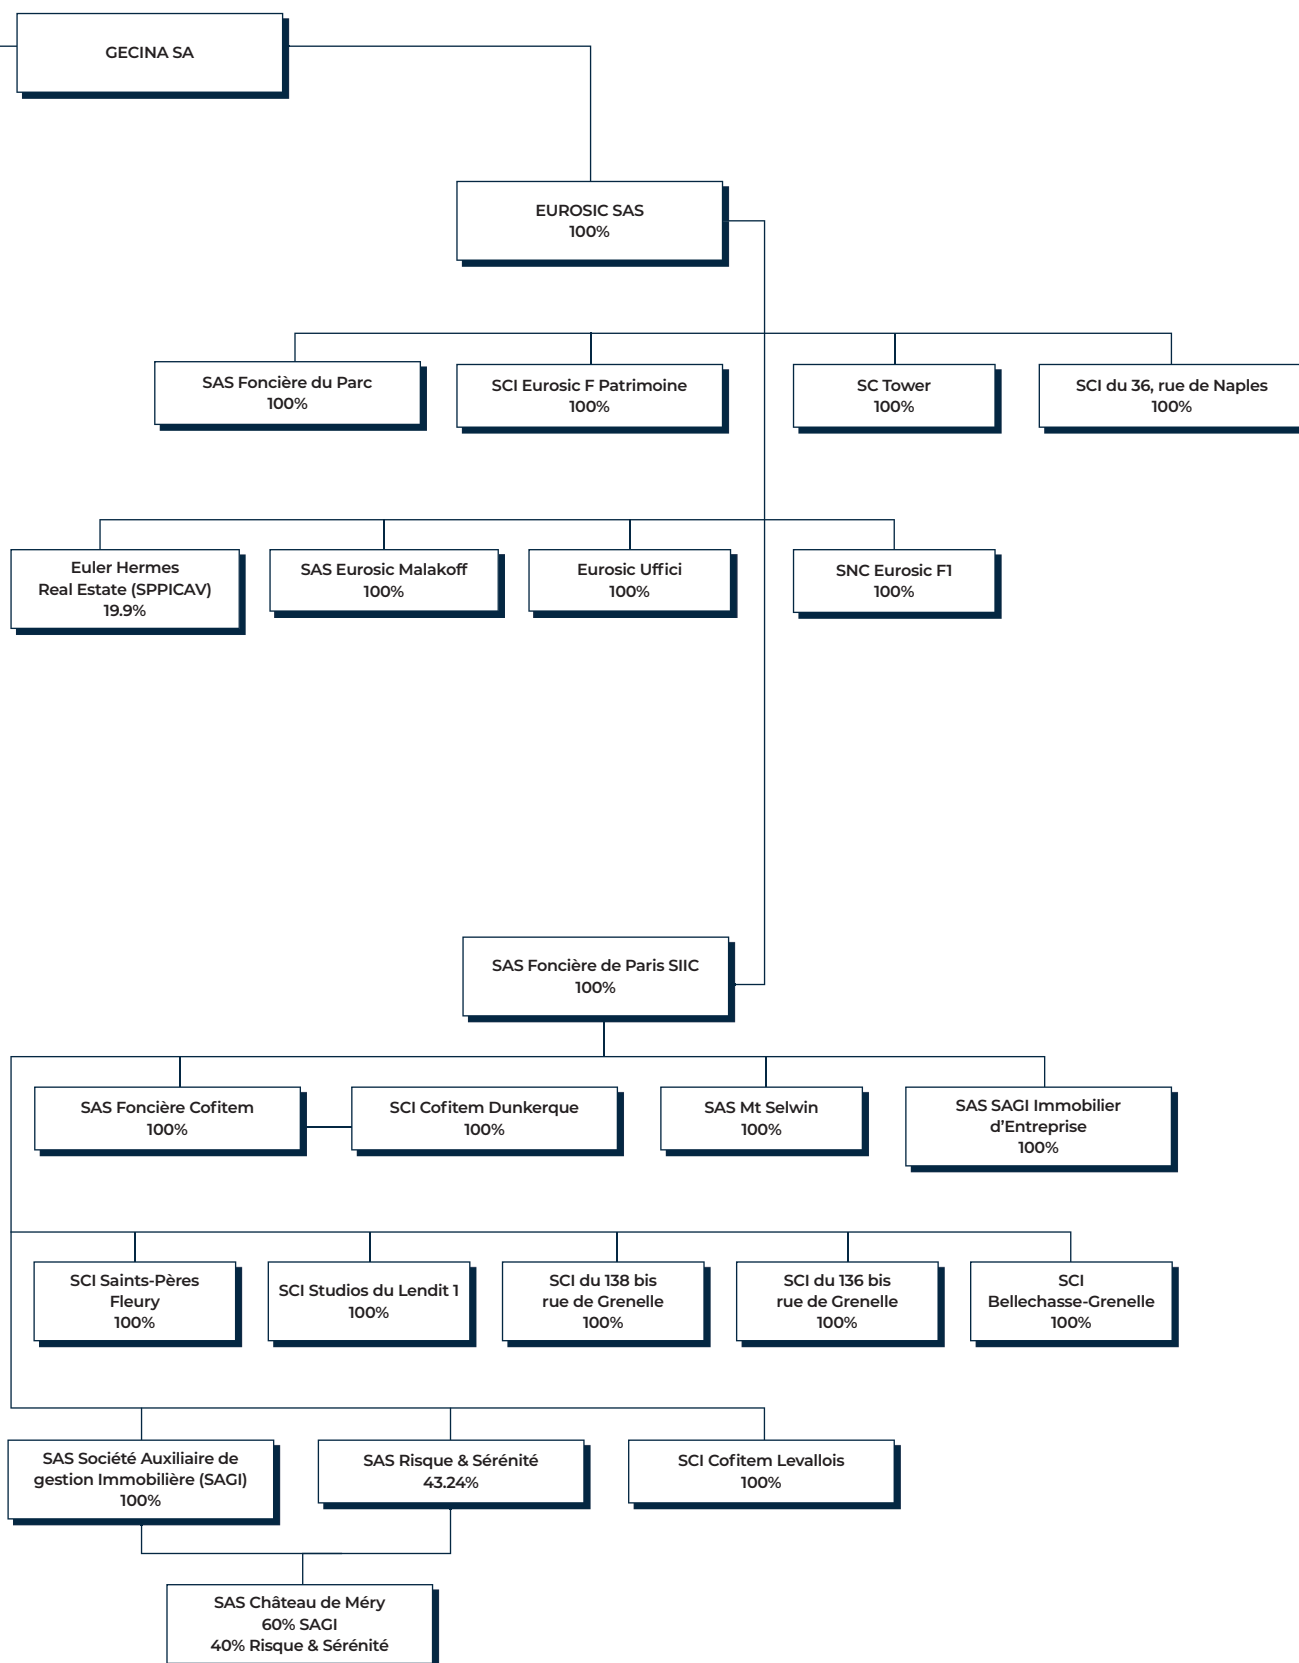 GECINA SA
EUROSIC SAS
100%
SAS Foncière du Parc
100%
SCI Eurosic F Patrimoine
100%
SC Tower
100%
SCI du 36, rue de Naples
100%
Euler Hermes
Real Estate (SPPICAV)
19.9%
SAS Eurosic Malakoff
100%
Eurosic Uffici
100%
SNC Eurosic F1
100%
SAS Foncière de Paris SIIC
100%
SAS Foncière Cofitem
100%
SCI Cofitem Dunkerque
100%
SAS Mt Selwin
100%
SAS SAGI Immobilier
d’Entreprise
100%
SCI Saints-Pères
Fleury
100%
SCI Studios du Lendit 1
100%
SCI du 138 bis
rue de Grenelle
100%
SCI du 136 bis
rue de Grenelle
100%
SCI
Bellechasse-Grenelle
100%
SAS Société Auxiliaire de
gestion Immobilière (SAGI)
100%
SAS Risque & Sérénité
43.24%
SCI Cofitem Levallois
100%
SAS Château de Méry
60% SAGI
40% Risque & Sérénité